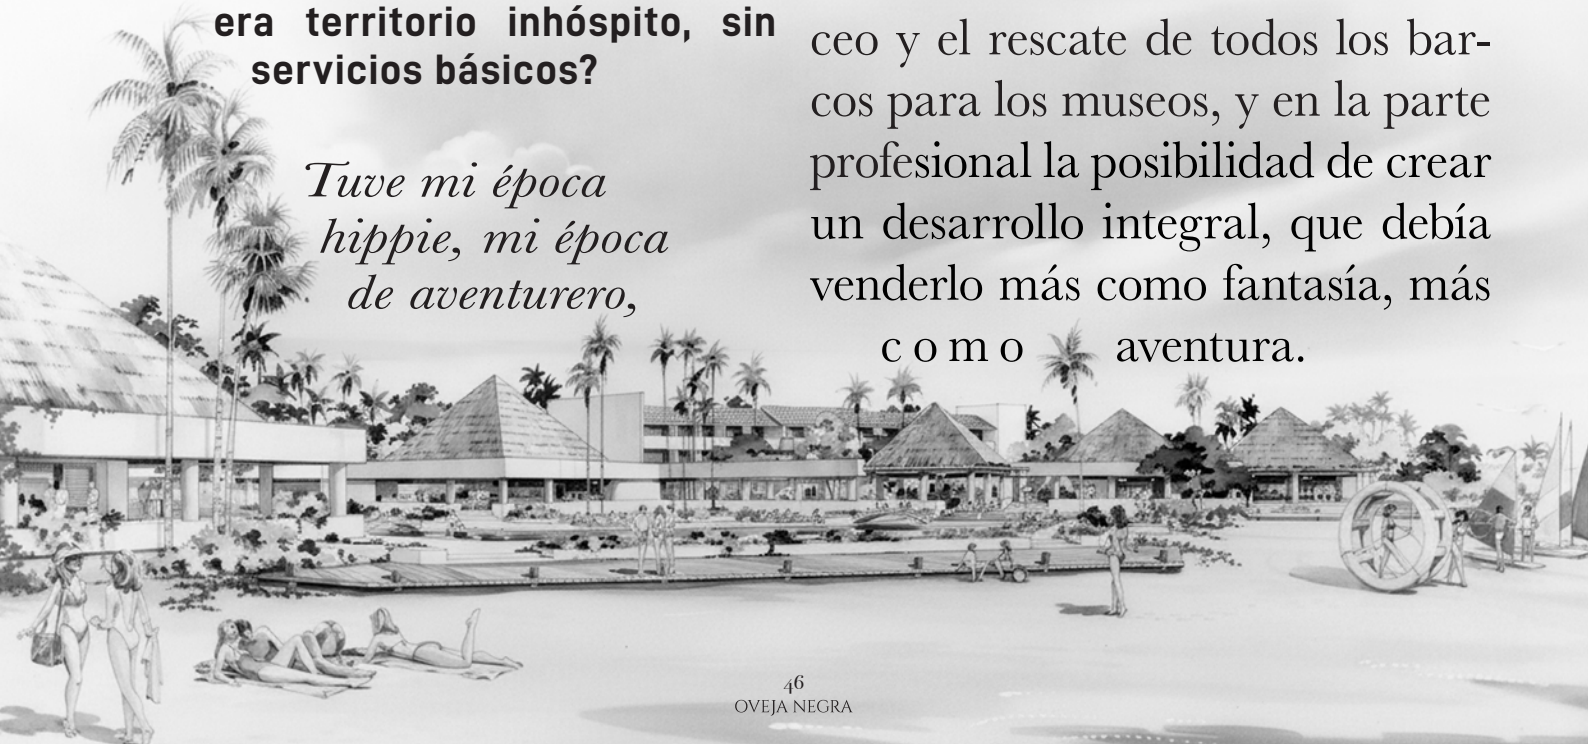 era territorio inhóspito, sin
servicios básicos?
Tuve mi época
hippie, mi época
de aventurero,
ceo y el rescate de todos los bar-
cos para los museos, y en la parte
profesional la posibilidad de crear
un desarrollo integral, que debía
venderlo más como fantasía, más
como aventura.
46
OVEJA NEGRA